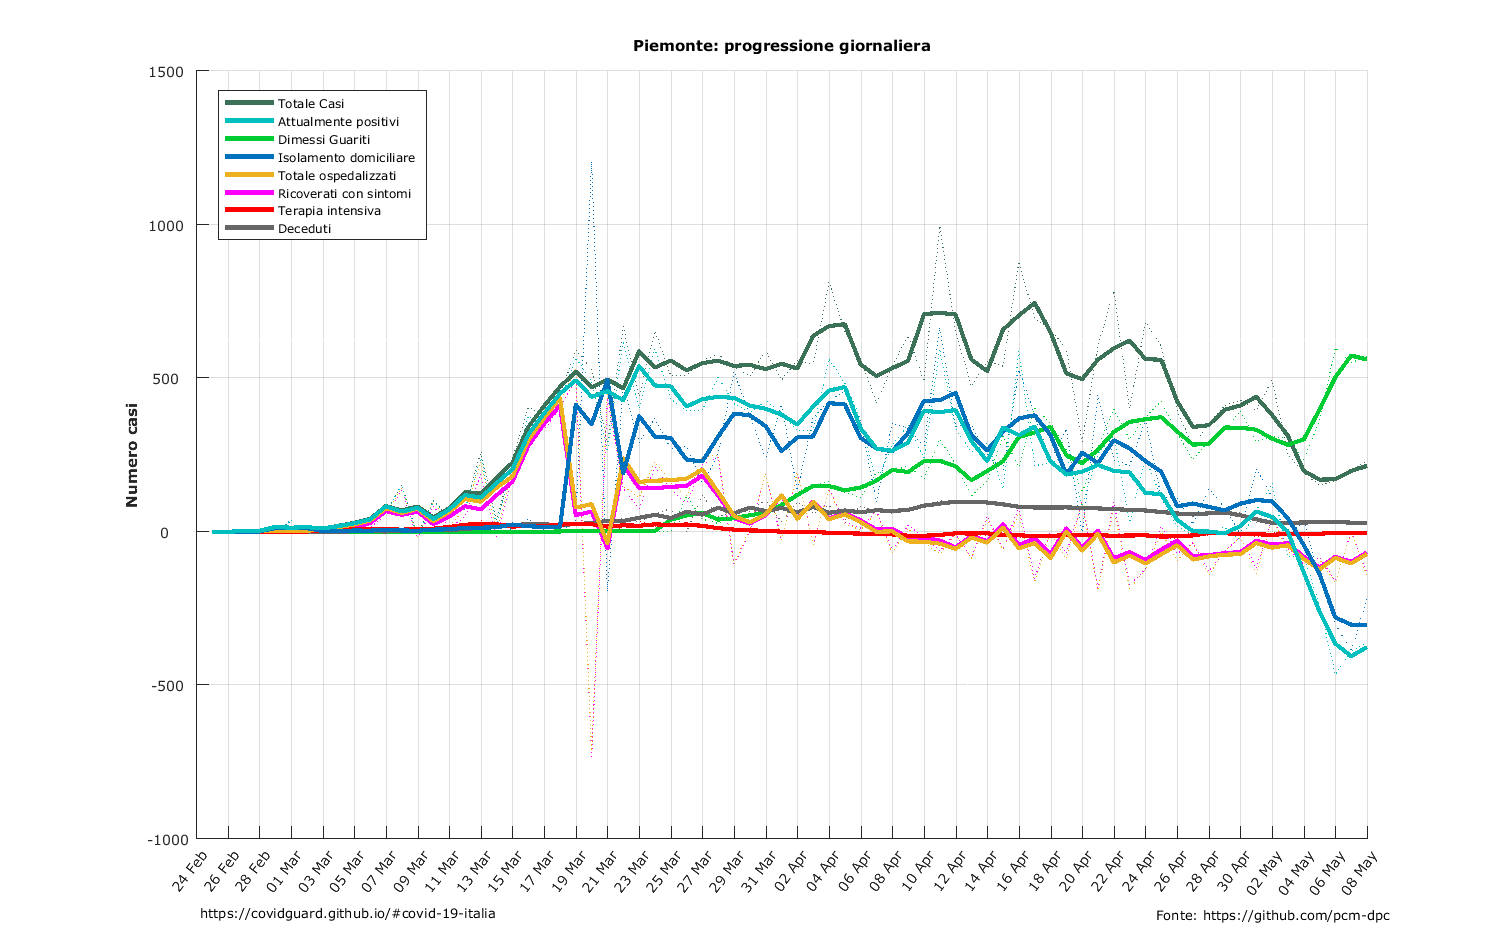 Piemonte: progressione giornaliera
1500
1000
500
0
-500
-1000
Numero casi
Totale Casi
Attualmente positivi
Dimessi Guariti
Isolamento domiciliare
Totale ospedalizzati
Ricoverati con sintomi
Terapia intensiva
Deceduti
24 Feb
26 Feb
28 Feb
01 Mar
03 Mar
05 Mar
07 Mar
09 Mar
11 Mar
13 Mar
15 Mar
17 Mar
19 Mar
21 Mar
23 Mar
25 Mar
27 Mar
29 Mar
31 Mar
02 Apr
04 Apr
06 Apr
08 Apr
10 Apr
12 Apr
14 Apr
16 Apr
18 Apr
20 Apr
22 Apr
24 Apr
26 Apr
28 Apr
30 Apr
02 May
04 May
06 May
08 May
https://covidguard.github.io/#covid-19-italia
Fonte: https://github.com/pcm-dpc